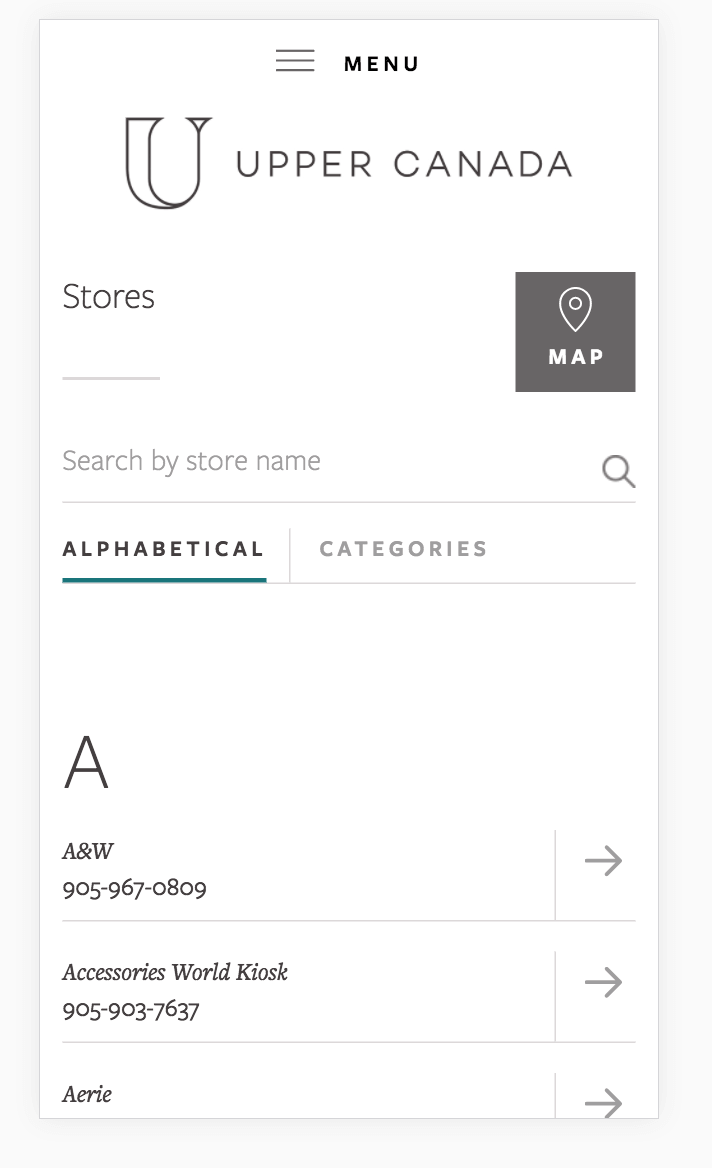 MENU
U UPPER CANADA
Stores
MAP
Search by store name
ALPHABETICAL
CATEGORIES
A
A&W
905-967-0809
Accessories World Kiosk
905-903-7637
Aerie